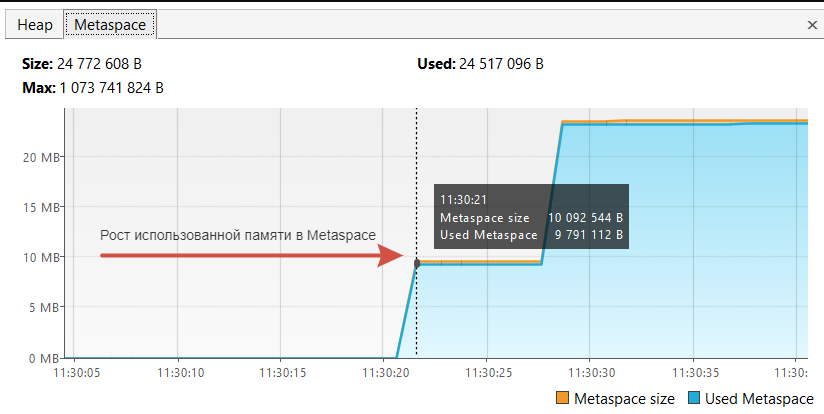 Heap Metaspace ×
Size: 24 772 608 B Used: 24 517 096 B
Max: 1 073 741 824 B
20 MB
15 MB
11:30:21
Metaspace size 10 092 544 B
Used Metaspace 9 791 112 B
Рост использованной памяти в Metaspace
10 MB
5 MB
0 MB
11:30:05 11:30:10 11:30:15 11:30:20 11:30:25 11:30:30 11:30:35 11:30:
Metaspace size Used Metaspace